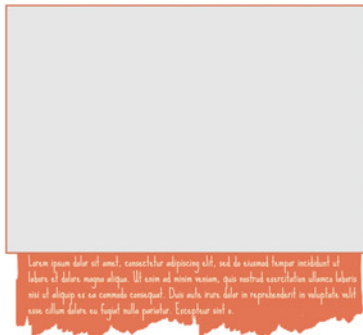 Lorem ipsum dolor sit amet, consectetur adipiscing elit, sed do eiusmod tempor incididunt ut
labore et dolore magna aliqua. Ut enim ad minim veniam, quis nostrud exercitation ullamco laboris
nisi ut aliquip ex ea commodo consequat. Duis aute irure dolor in reprehenderit in voluptate velit
esse cillum dolore eu fugiat nulla pariatur. Excepteur sint o.